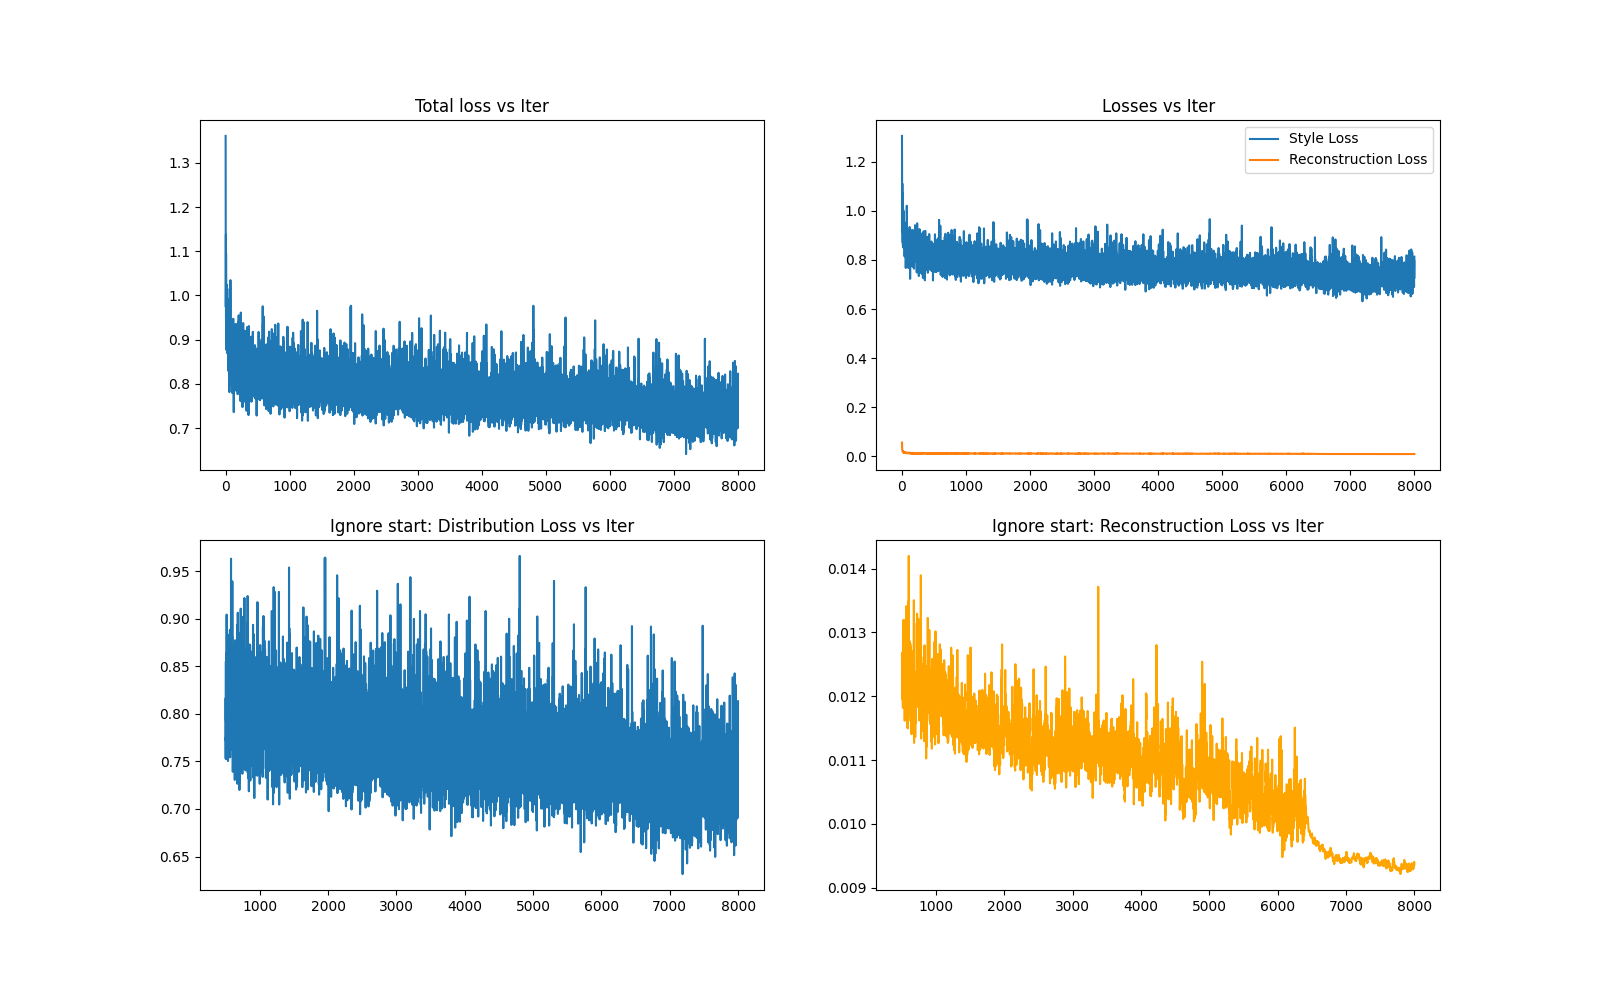 Total loss vs Iter
1.3
1.2
1.1
1.0
0.9
0.8
0.7
0 1000 2000 3000 4000 5000 6000 7000 8000
Losses vs Iter
Style Loss
Reconstruction Loss
1.2
1.0
0.8
0.6
0.4
0.2
0.0
0 1000 2000 3000 4000 5000 6000 7000 8000
Ignore start: Distribution Loss vs Iter
0.95
0.90
0.85
0.80
0.75
0.70
0.65
1000 2000 3000 4000 5000 6000 7000 8000
Ignore start: Reconstruction Loss vs Iter
0.014
0.013
0.012
0.011
0.010
0.009
1000 2000 3000 4000 5000 6000 7000 8000